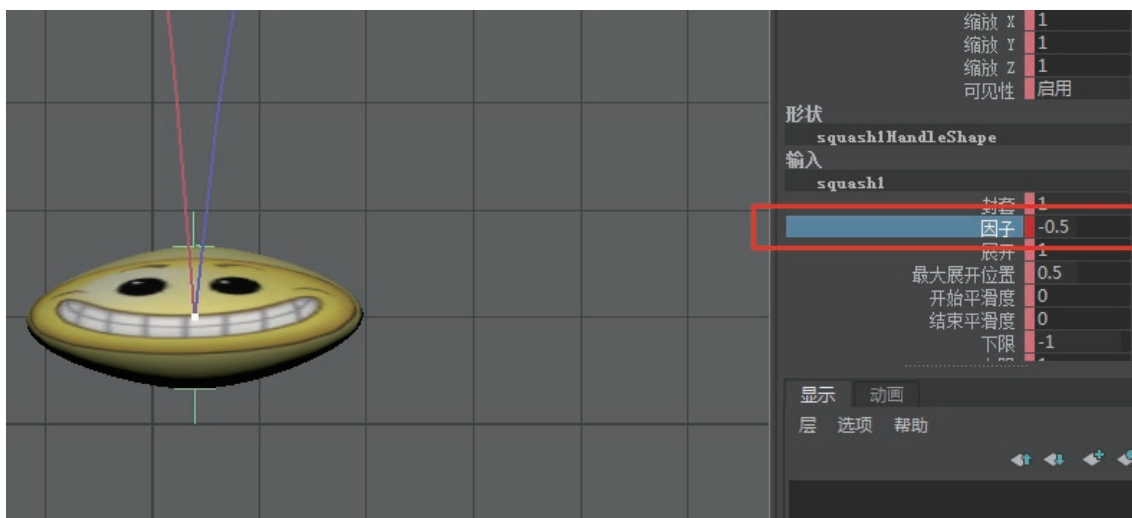 缩放 X 1
缩放 Y 1
缩放 Z 1
可见性 启用
形状
squash1HandleShape
输入
squash1
封套 1
因子 -0.5
展开 1
最大展开位置 0.5
开始平滑度 0
结束平滑度 0
下限 -1
显示 动画
层 选项 帮助